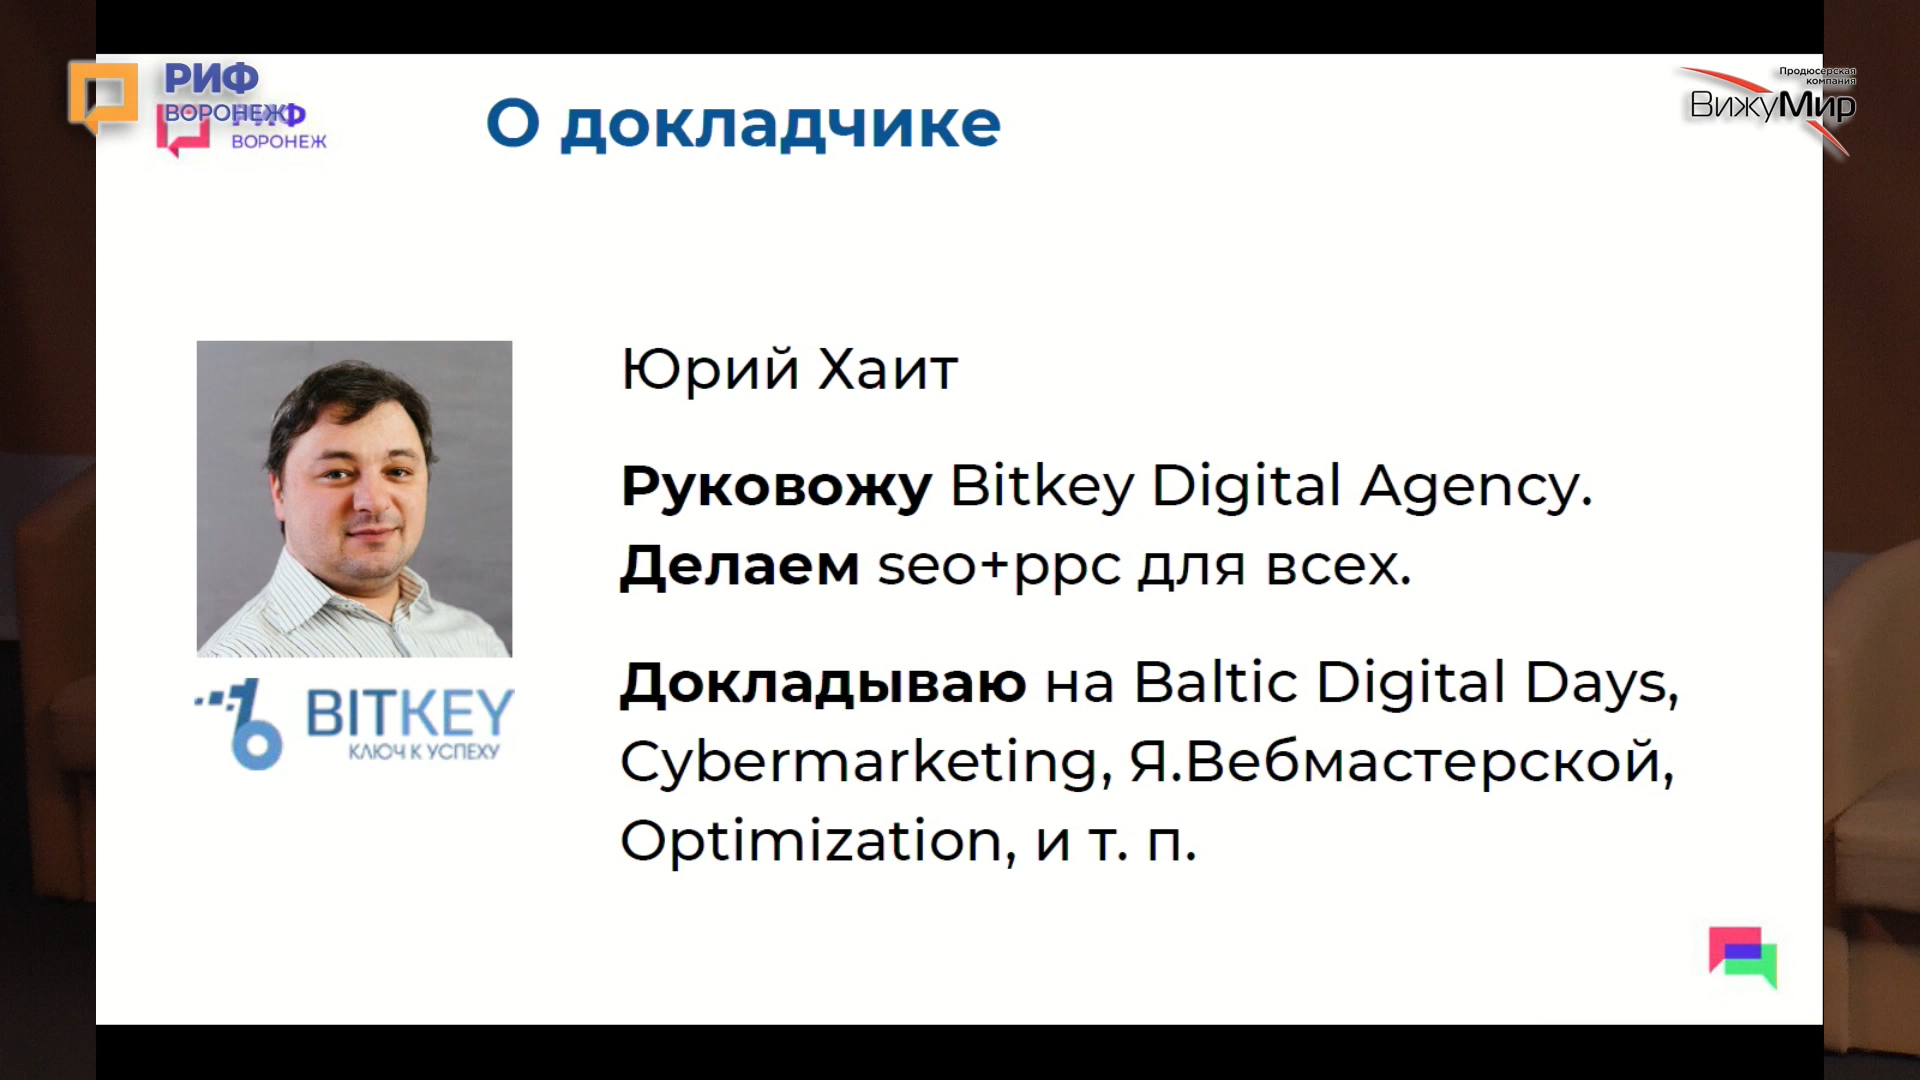 РИФ
ВОРОНЕЖ
ВОРОНЕЖ
Продюсерская
компания
ВижуМир
О докладчике
Юрий Хаит
Руковожу Bitkey Digital Agency.
Делаем seo+ppc для всех.
Докладываю на Baltic Digital Days,
Cybermarketing, Я.Вебмастерской,
Optimization, и т. п.
BITKEY
КЛЮЧ К УСПЕХУ